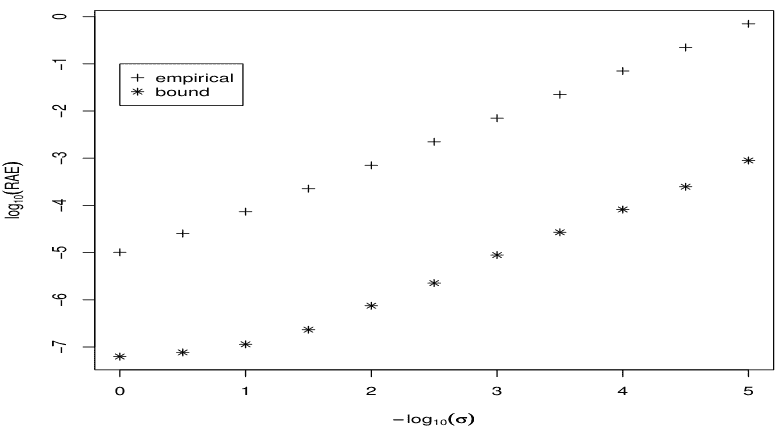 0
−1
−2
−3
−4
−5
−6
−7
log₁₀(RAE)
+ empirical
* bound
0 1 2 3 4 5
−log₁₀(σ)